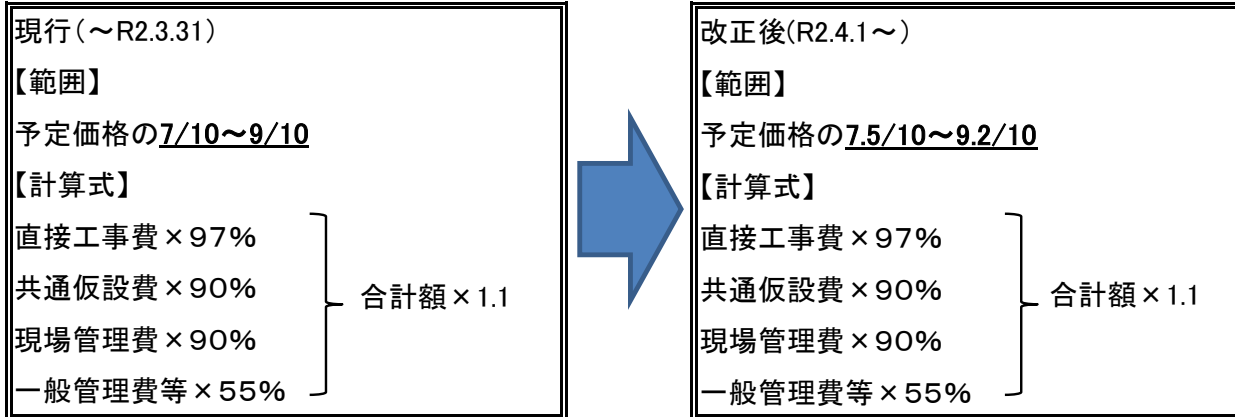 現行(～R2.3.31)
【範囲】
予定価格の7/10～9/10
【計算式】
直接工事費×97%
共通仮設費×90%
現場管理費×90%
一般管理費等×55%
合計額×1.1
改正後(R2.4.1～)
【範囲】
予定価格の7.5/10～9.2/10
【計算式】
直接工事費×97%
共通仮設費×90%
現場管理費×90%
一般管理費等×55%
合計額×1.1